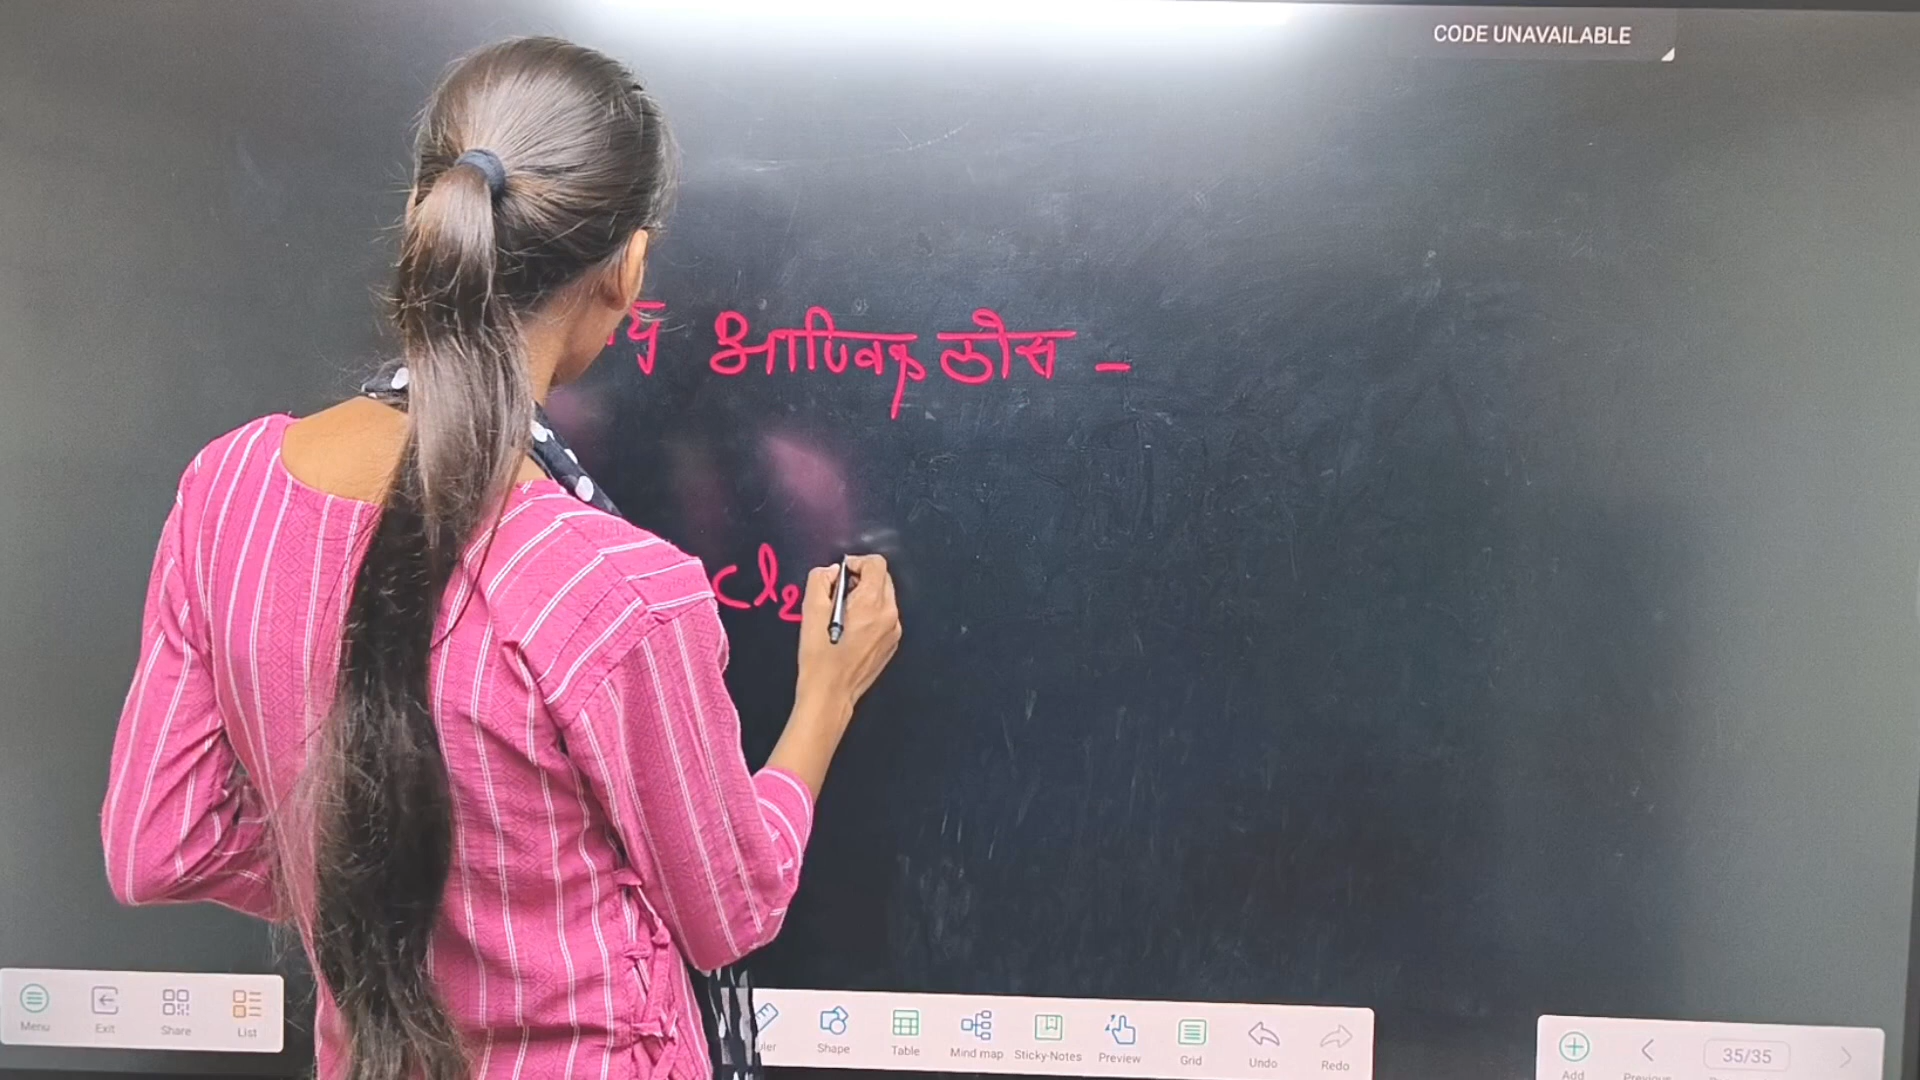 CODE UNAVAILABLE
आण्विक ठोस -
Cl2
Menu Exit Share List
Shape Table Mind map Sticky-Notes Preview Grid Undo Redo
Add Previous 35/35